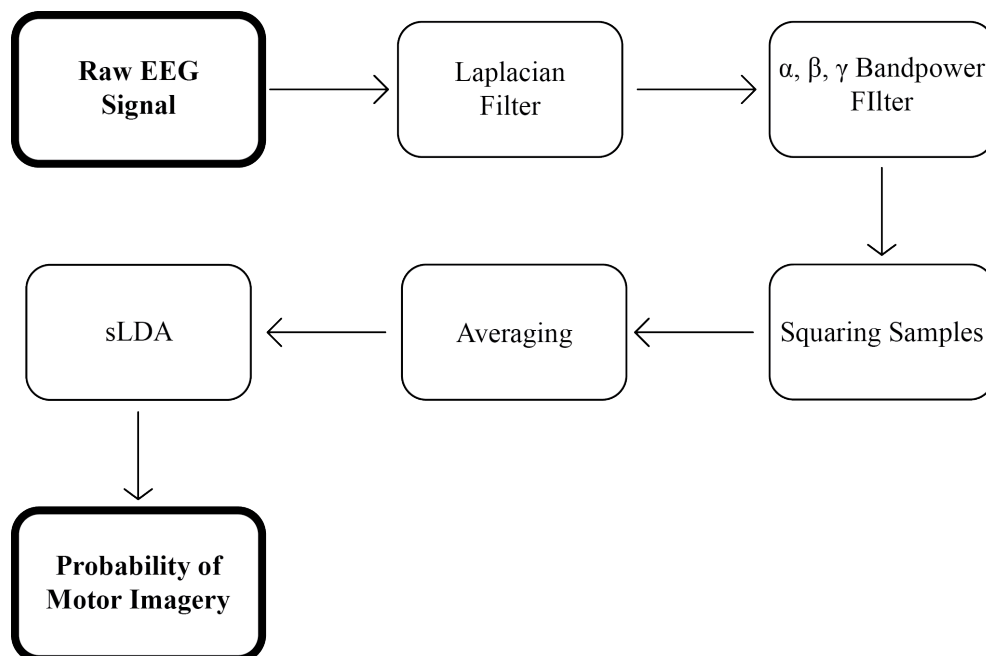 Raw EEG
Signal
Laplacian
Filter
α, β, γ Bandpower
FIlter
Squaring Samples
Averaging
sLDA
Probability of
Motor Imagery